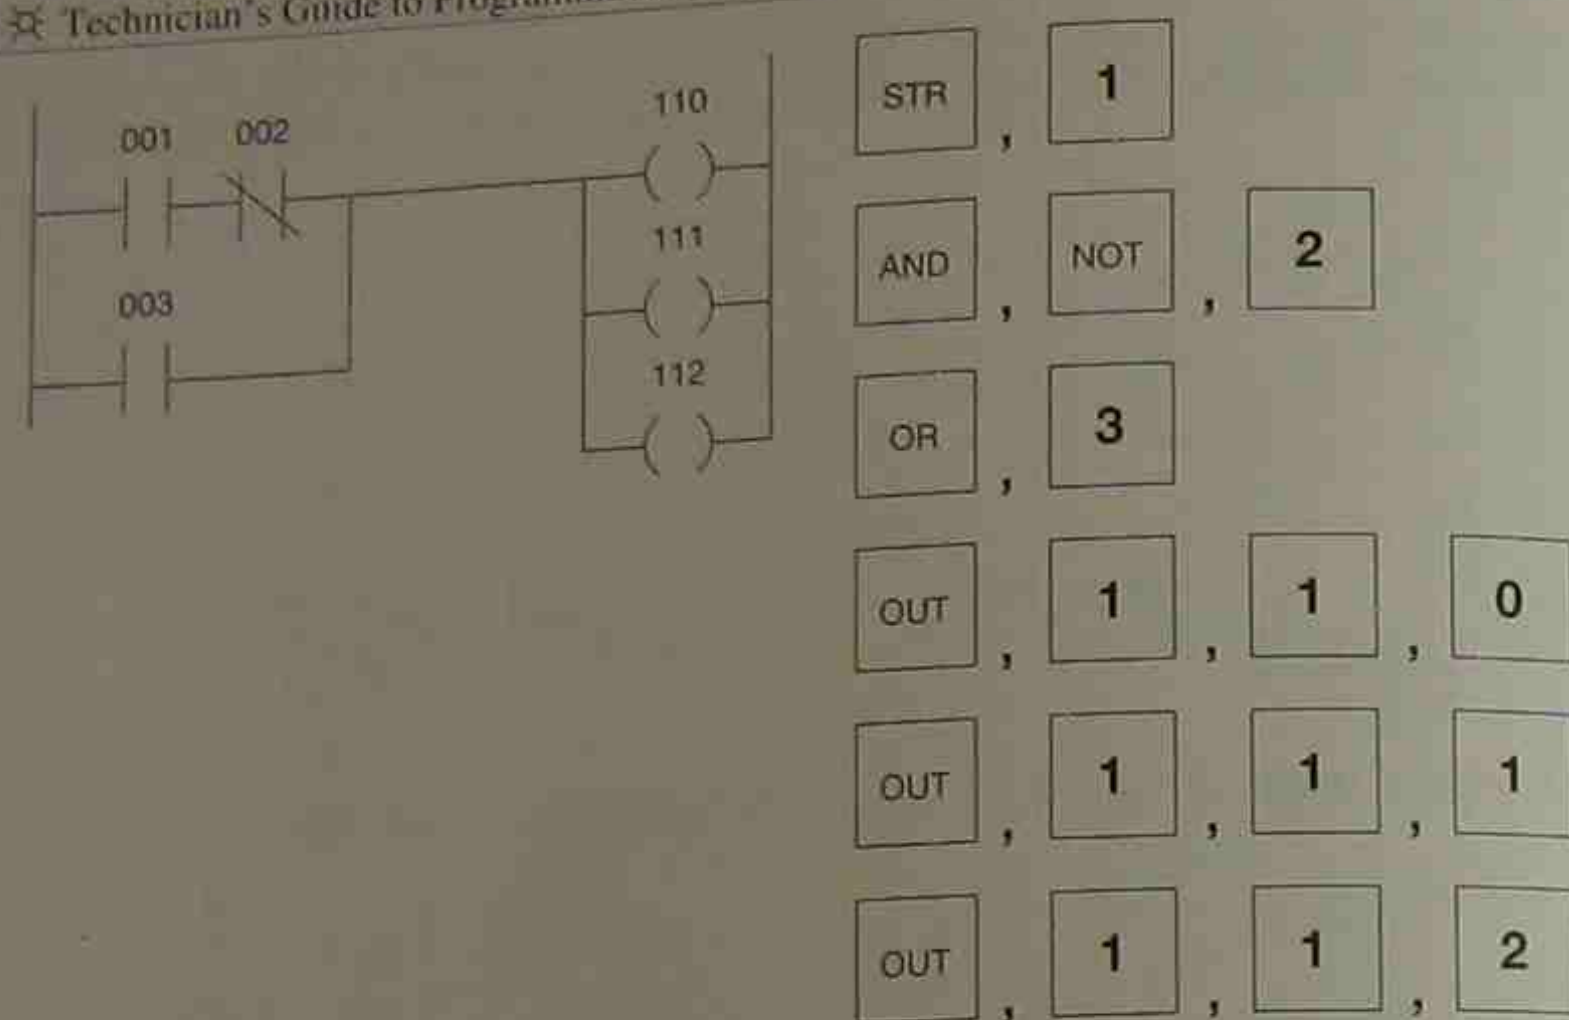 Technician's Guide to
001 002 110
111
003
112
STR , 1
AND , NOT , 2
OR , 3
OUT , 1 , 1 , 0
OUT , 1 , 1 , 1
OUT , 1 , 1 , 2